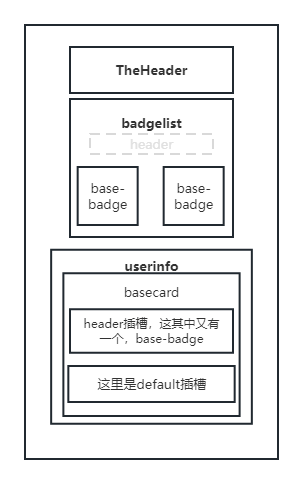 TheHeader
badgelist
header
base-
badge
base-
badge
userinfo
basecard
header插槽，这其中又有
一个，base-badge
这里是default插槽